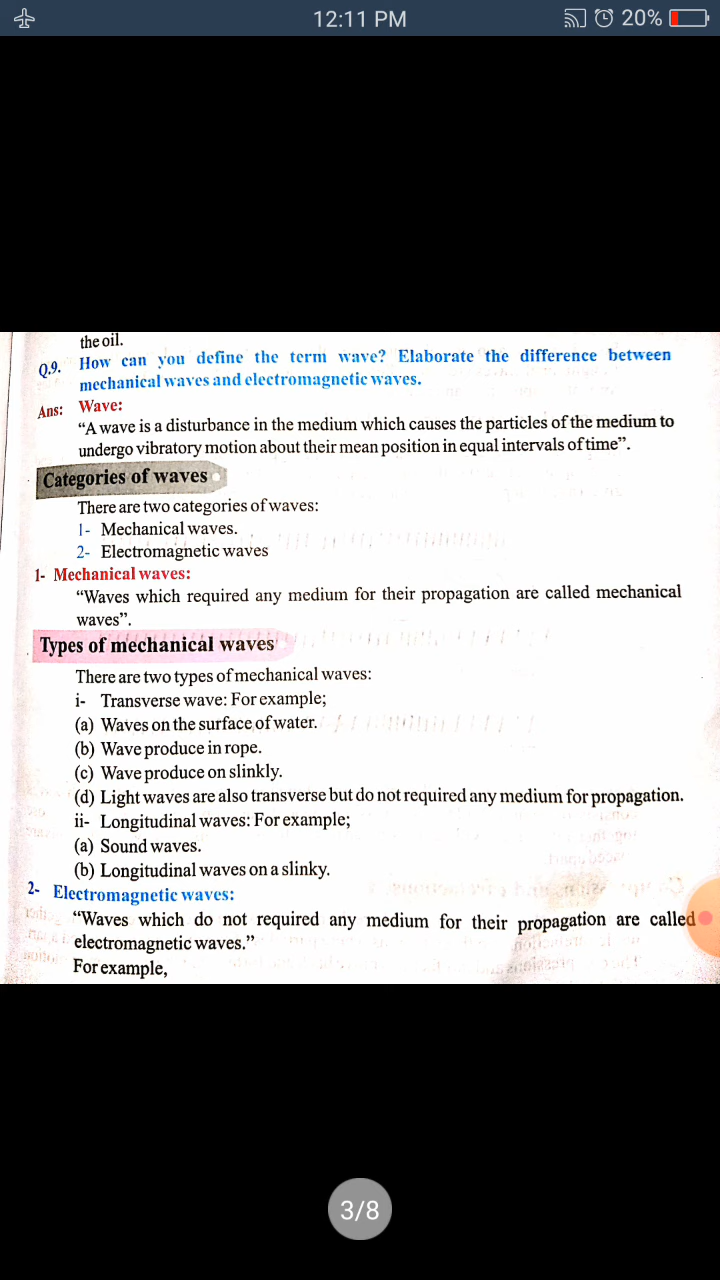 12:11 PM
20%
the oil.
Q.9. How can you define the term wave? Elaborate the difference between
mechanical waves and electromagnetic waves.
Ans: Wave:
“A wave is a disturbance in the medium which causes the particles of the medium to
undergo vibratory motion about their mean position in equal intervals of time”.
Categories of waves
There are two categories of waves:
1- Mechanical waves.
2- Electromagnetic waves
1- Mechanical waves:
“Waves which required any medium for their propagation are called mechanical
waves”.
Types of mechanical waves
There are two types of mechanical waves:
i- Transverse wave: For example;
(a) Waves on the surface of water.
(b) Wave produce in rope.
(c) Wave produce on slinkly.
(d) Light waves are also transverse but do not required any medium for propagation.
ii- Longitudinal waves: For example;
(a) Sound waves.
(b) Longitudinal waves on a slinky.
2- Electromagnetic waves:
“Waves which do not required any medium for their propagation are called
electromagnetic waves.”
For example,
3/8